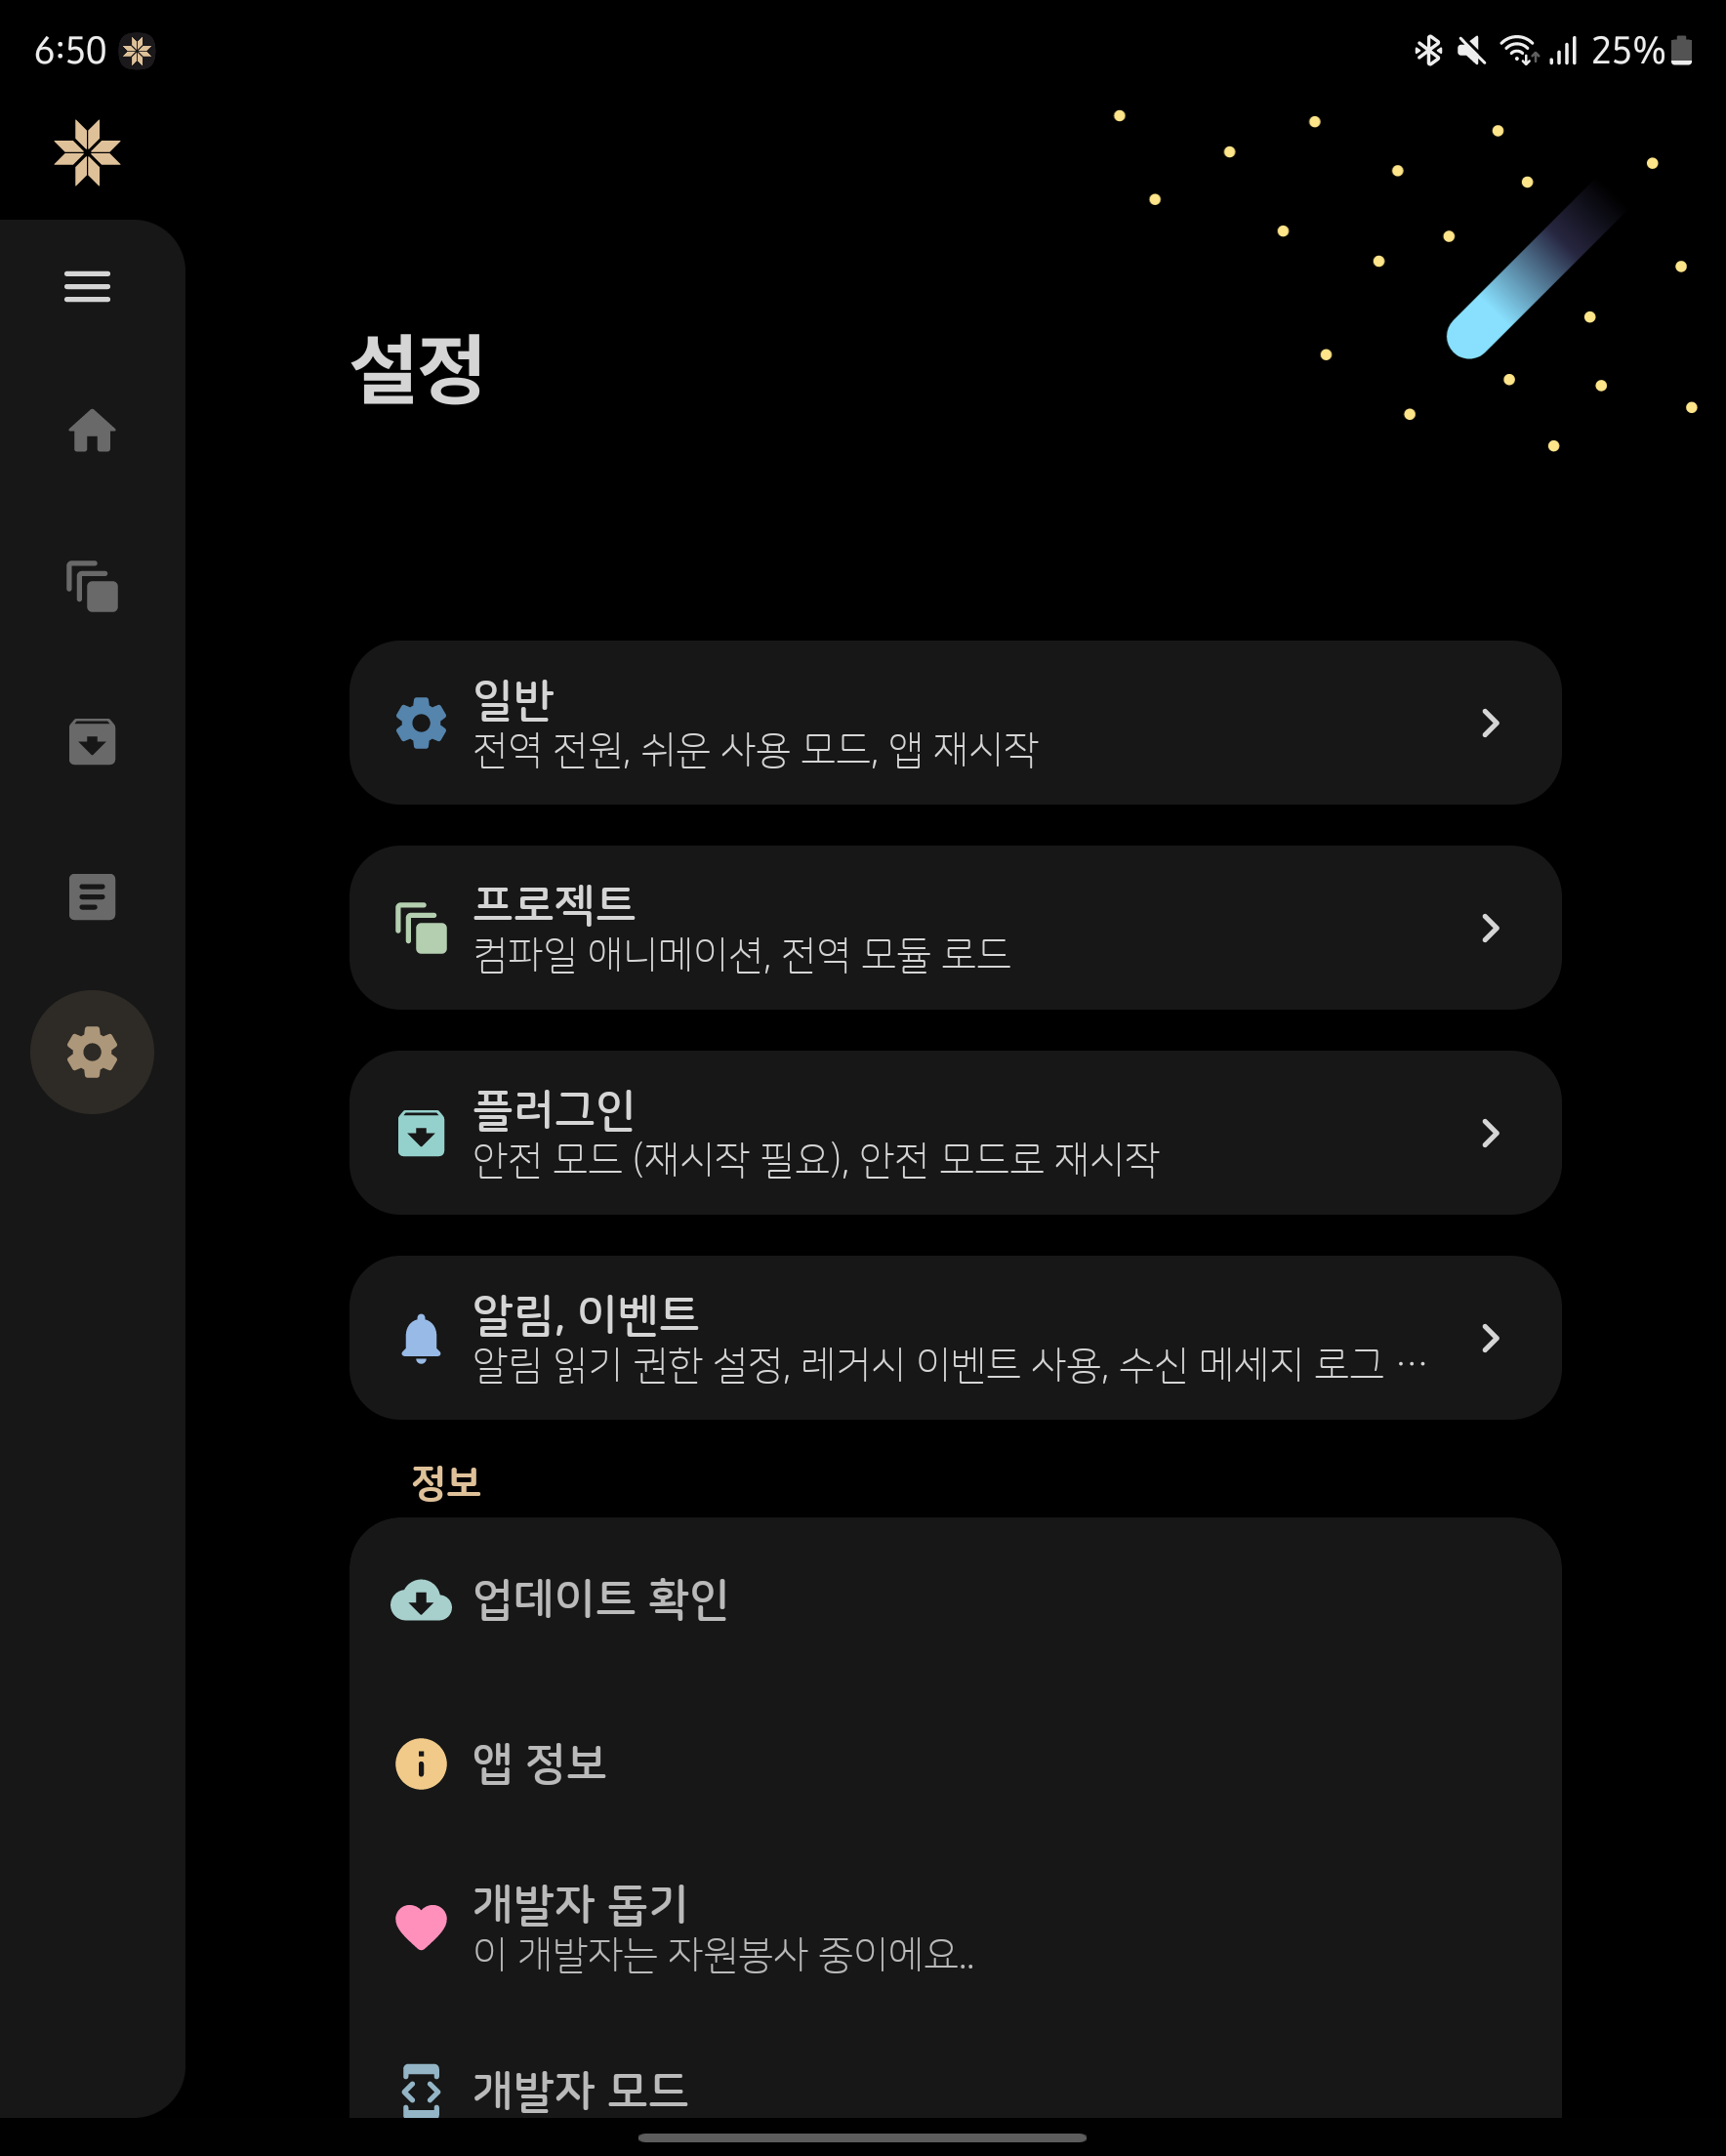 6:50
25%
설정
일반
전역 전원, 쉬운 사용 모드, 앱 재시작
프로젝트
컴파일 애니메이션, 전역 모듈 로드
플러그인
안전 모드 (재시작 필요), 안전 모드로 재시작
알림, 이벤트
알림 읽기 권한 설정, 레거시 이벤트 사용, 수신 메세지 로그 …
정보
업데이트 확인
앱 정보
개발자 돕기
이 개발자는 자원봉사 중이에요..
개발자 모드